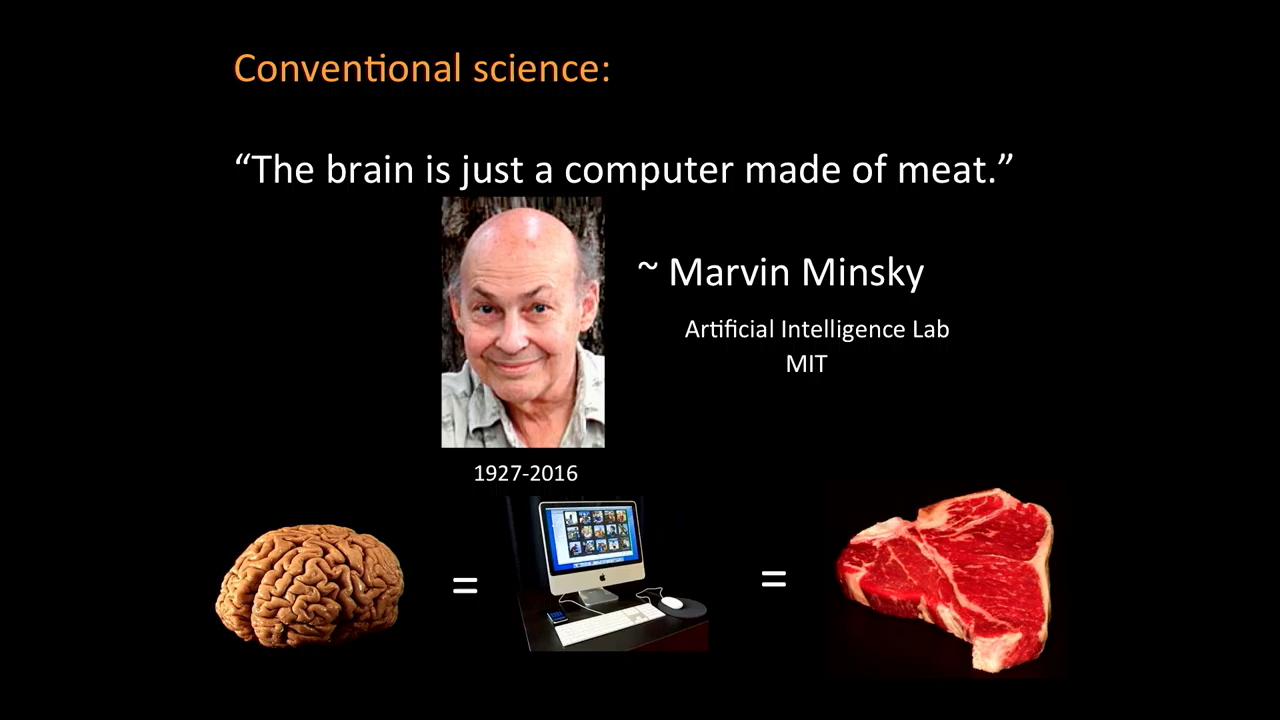 Conventional science:
“The brain is just a computer made of meat.”
~ Marvin Minsky
Artificial Intelligence Lab
MIT
1927-2016
= =